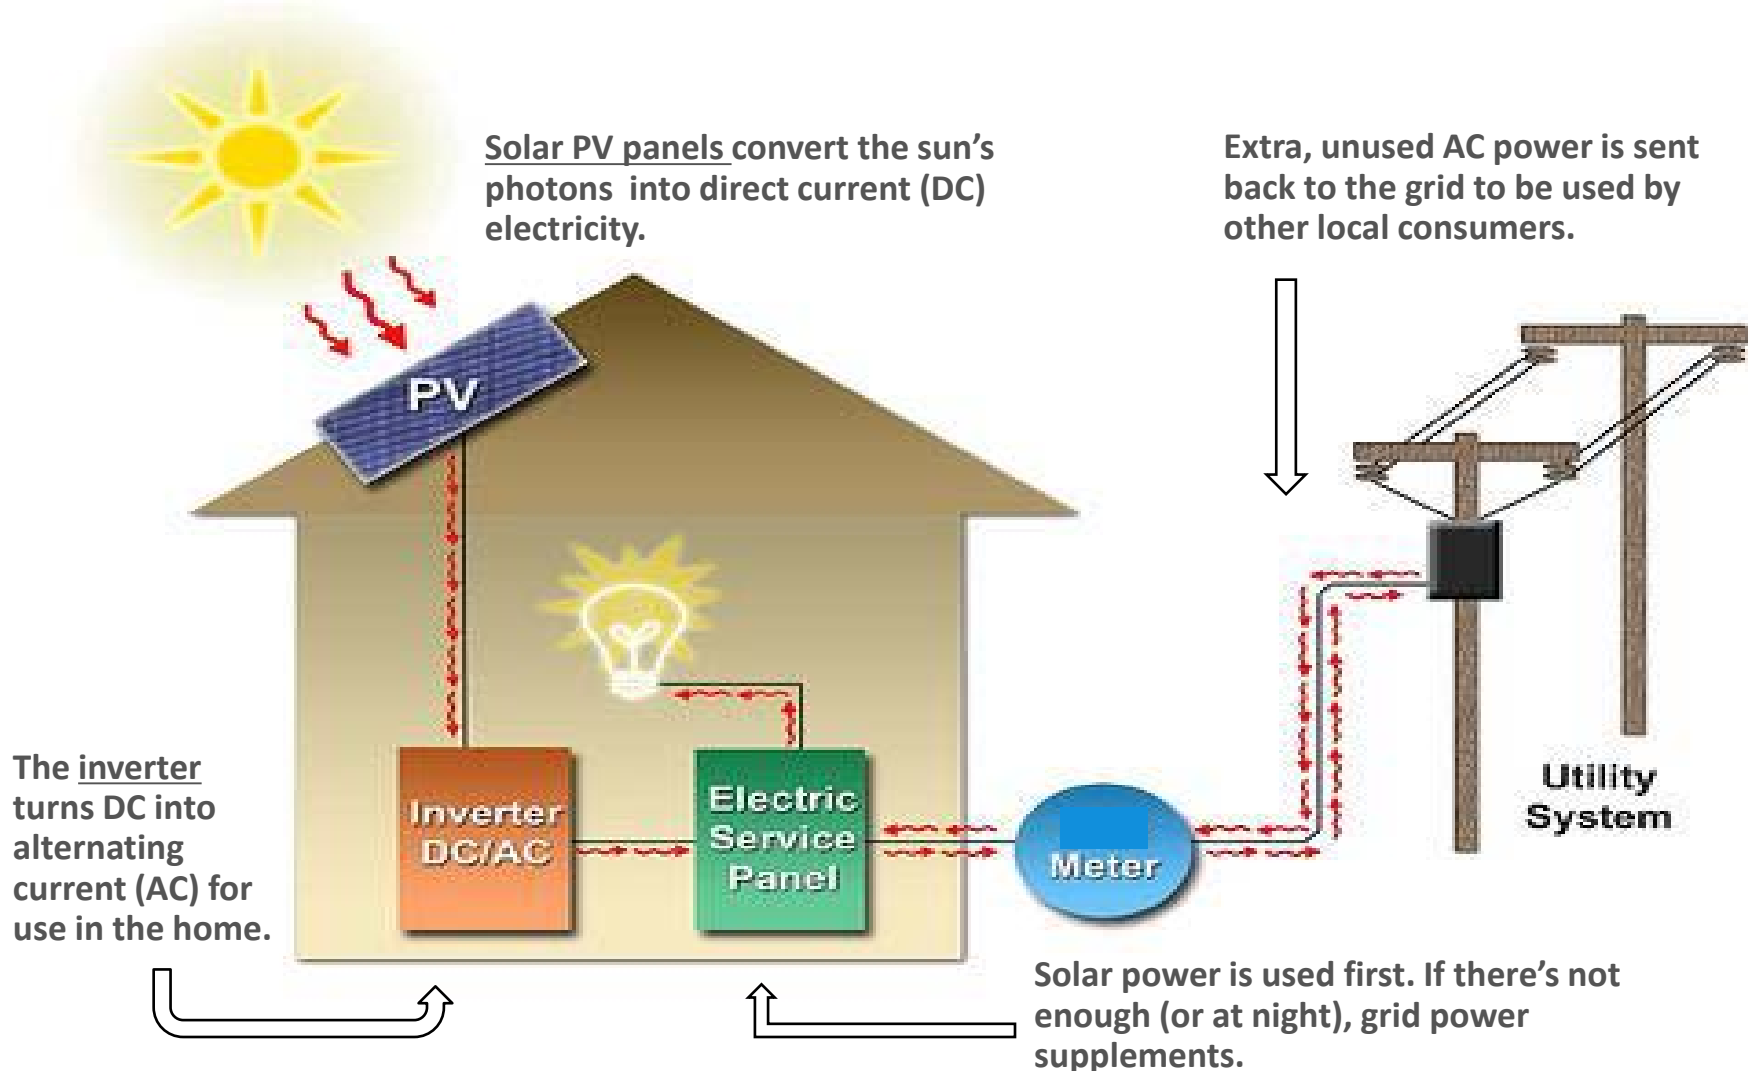 Solar PV panels convert the sun’s
photons  into direct current (DC)
electricity.
Extra, unused AC power is sent
back to the grid to be used by
other local consumers.
PV
The inverter
turns DC into
alternating
current (AC) for
use in the home.
Inverter
DC/AC
Electric
Service
Panel
Meter
Utility
System
Solar power is used first. If there’s not
enough (or at night), grid power
supplements.